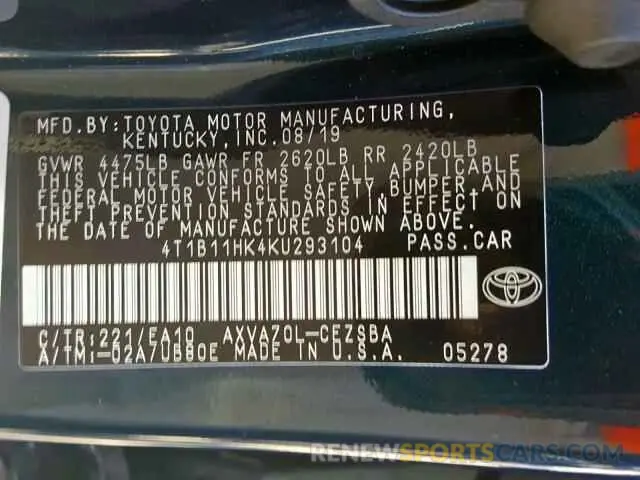 MFD.BY:TOYOTA MOTOR MANUFACTURING,
KENTUCKY,INC.08/19
GVWR 4475LB GAWR FR 2620LB RR 2420LB
THIS VEHICLE CONFORMS TO ALL APPLICABLE
FEDERAL MOTOR VEHICLE SAFETY, BUMPER,AND
THEFT PREVENTION STANDARDS IN EFFECT ON
THE DATE OF MANUFACTURE SHOWN ABOVE.
4T1B11HK4KU293104 PASS.CAR
C/TR:221/EA10 AXVA70L-CEZSBA
A/TM:-02A/UB80E MADE IN U.S.A. 05278
TOYOTA
RENEWSPORTSCARS.COM